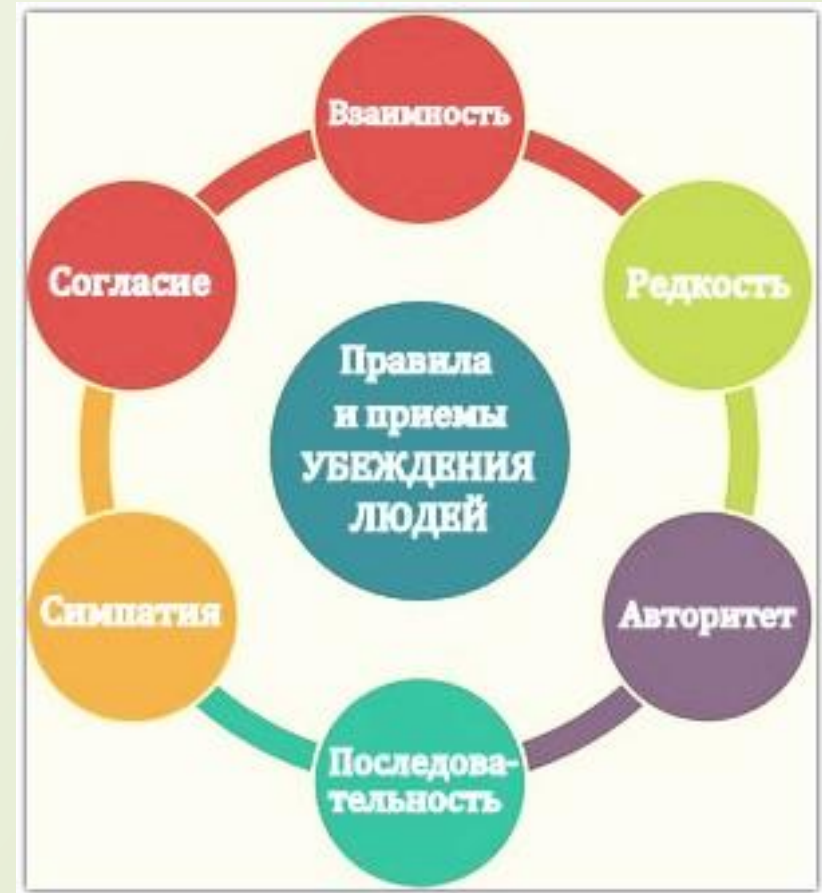 Взаимность
Согласие
Редкость
Правила
и приемы
УБЕЖДЕНИЯ
ЛЮДЕЙ
Симпатия
Авторитет
Последова-
тельность